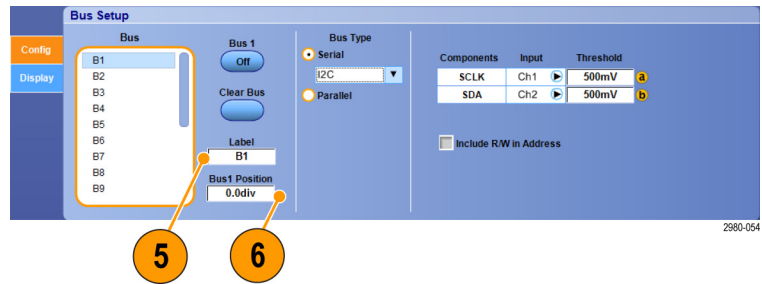 Bus Setup
Config
Display
Bus
B1
B2
B3
B4
B5
B6
B7
B8
B9
Bus 1
Off
Clear Bus
Label
B1
Bus1 Position
0.0div
Bus Type
Serial
I2C
Parallel
Components Input Threshold
SCLK Ch1 500mV a
SDA Ch2 500mV b
Include R/W in Address
5
6
2980-054